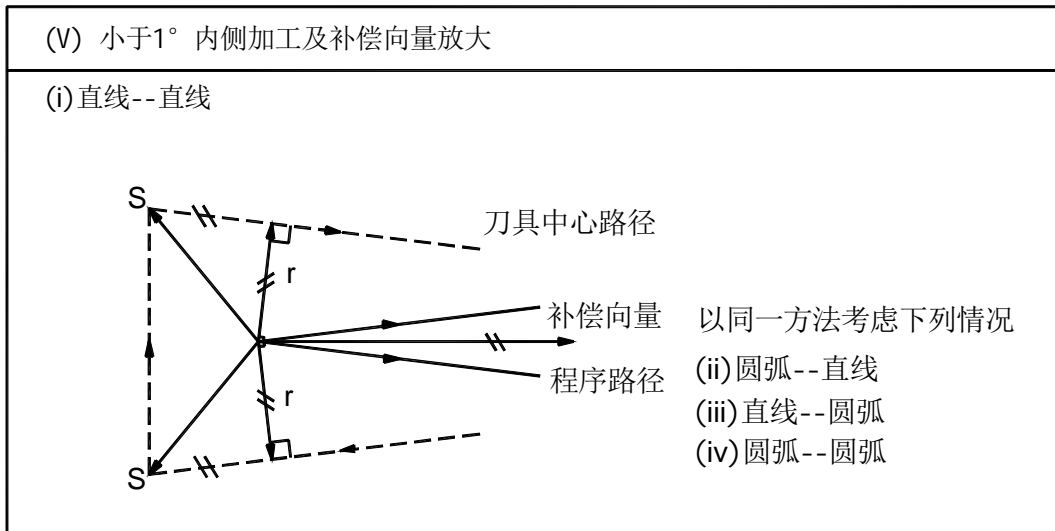 (V) 小于1° 内侧加工及补偿向量放大
(i)直线--直线
S
刀具中心路径
r
补偿向量
以同一方法考虑下列情况
程序路径
(ii)圆弧--直线
r
(iii)直线--圆弧
(iv)圆弧--圆弧
S